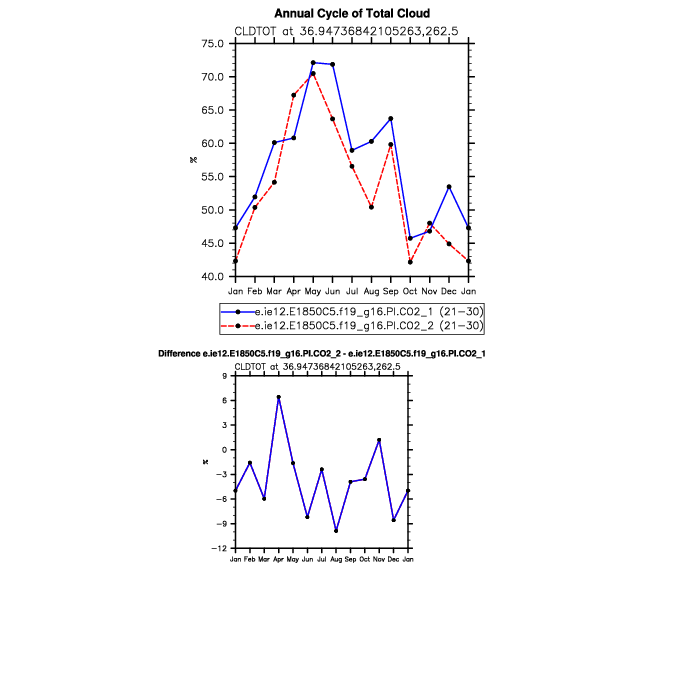 Annual Cycle of Total Cloud
CLDTOT at 36.94736842105263,262.5
75.0
70.0
65.0
60.0
55.0
50.0
45.0
40.0
%
Jan Feb Mar Apr May Jun Jul Aug Sep Oct Nov Dec Jan
e.ie12.E1850C5.f19_g16.PI.CO2_1 (21-30)
e.ie12.E1850C5.f19_g16.PI.CO2_2 (21-30)
Difference e.ie12.E1850C5.f19_g16.PI.CO2_2 - e.ie12.E1850C5.f19_g16.PI.CO2_1
CLDTOT at 36.94736842105263,262.5
9
6
3
0
-3
-6
-9
-12
%
Jan Feb Mar Apr May Jun Jul Aug Sep Oct Nov Dec Jan